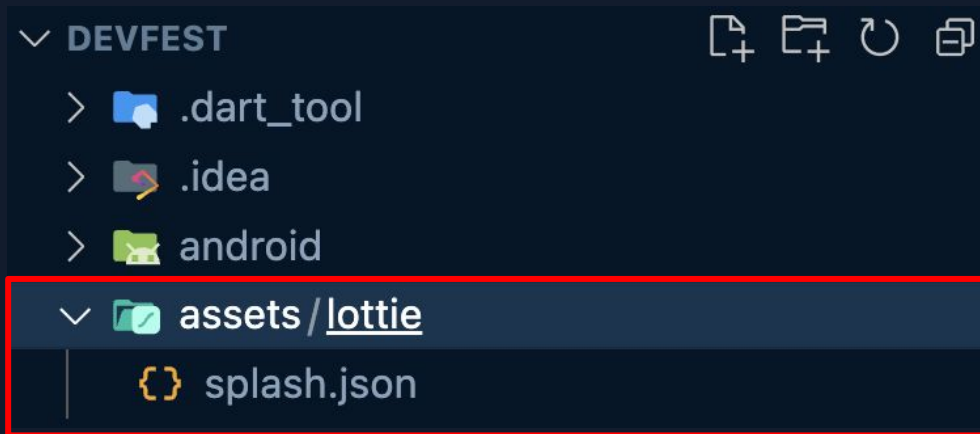 DEVFEST
.dart_tool
.idea
android
assets/lottie
splash.json